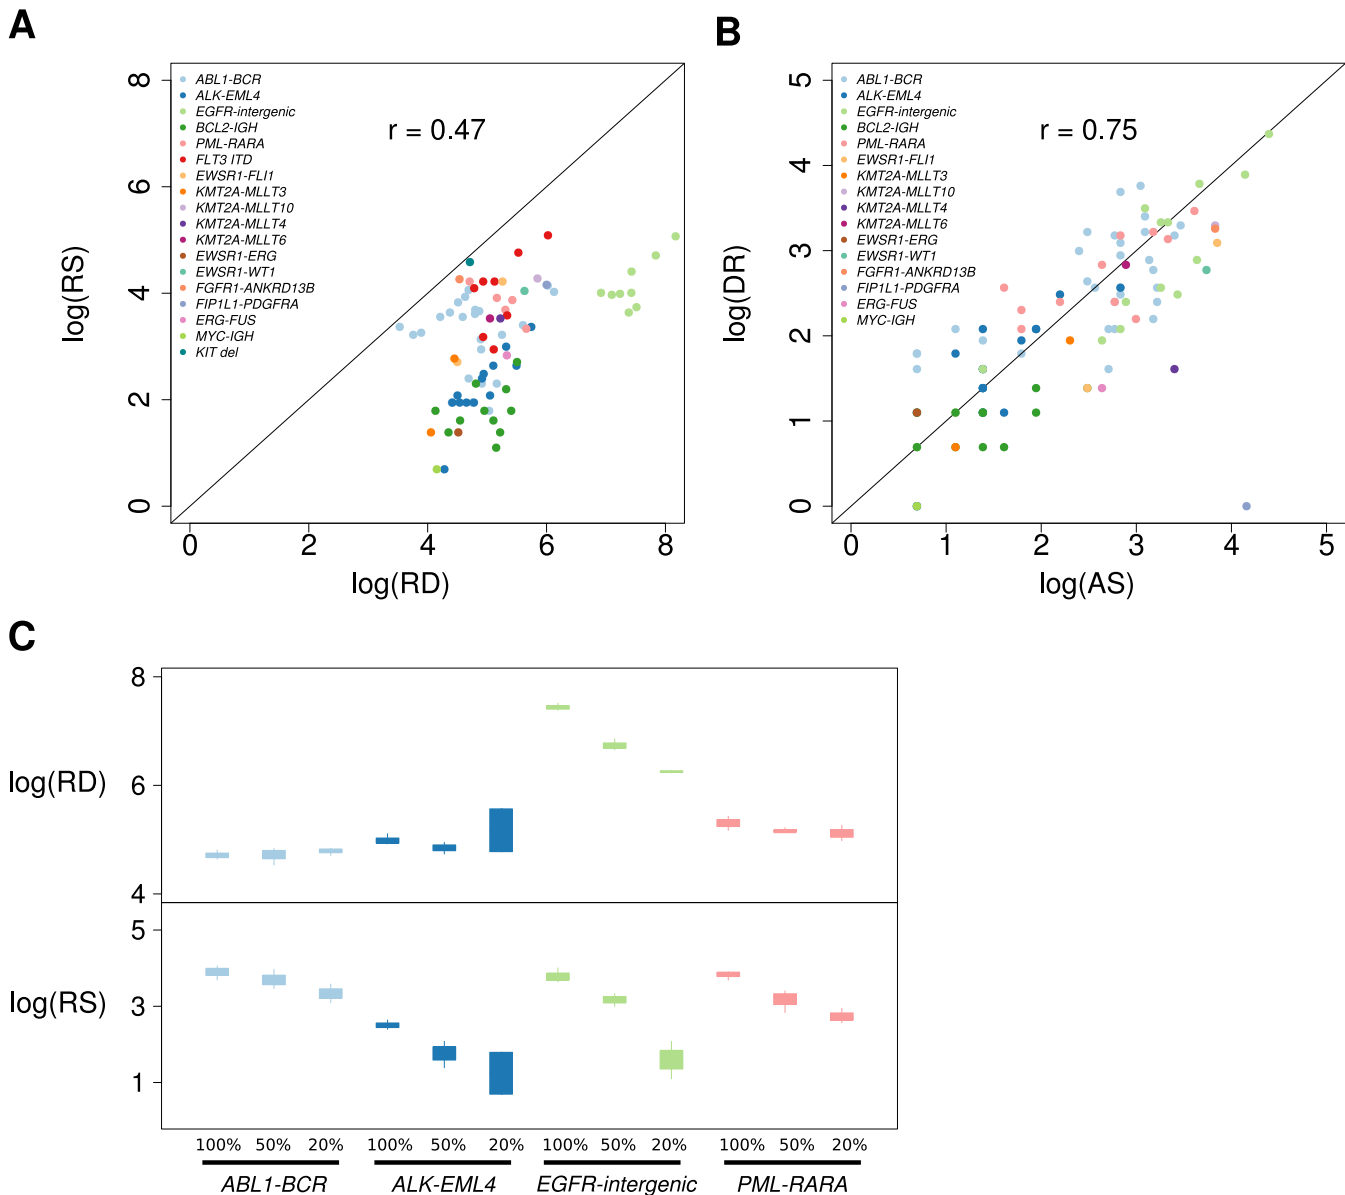 A
8
6
4
2
0
log(RS)
r = 0.47
ABL1-BCR
ALK-EML4
EGFR-intergenic
BCL2-IGH
PML-RARA
FLT3 ITD
EWSR1-FLI1
KMT2A-MLLT3
KMT2A-MLLT10
KMT2A-MLLT4
KMT2A-MLLT6
EWSR1-ERG
EWSR1-WT1
FGFR1-ANKRD13B
FIP1L1-PDGFRA
ERG-FUS
MYC-IGH
KIT del
0 2 4 6 8
log(RD)
B
5
4
3
2
1
0
log(DR)
r = 0.75
ABL1-BCR
ALK-EML4
EGFR-intergenic
BCL2-IGH
PML-RARA
EWSR1-FLI1
KMT2A-MLLT3
KMT2A-MLLT10
KMT2A-MLLT4
KMT2A-MLLT6
EWSR1-ERG
EWSR1-WT1
FGFR1-ANKRD13B
FIP1L1-PDGFRA
ERG-FUS
MYC-IGH
0 1 2 3 4 5
log(AS)
C
8
log(RD) 6
4
5
log(RS) 3
1
100% 50% 20% 100% 50% 20% 100% 50% 20% 100% 50% 20%
ABL1-BCR ALK-EML4 EGFR-intergenic PML-RARA